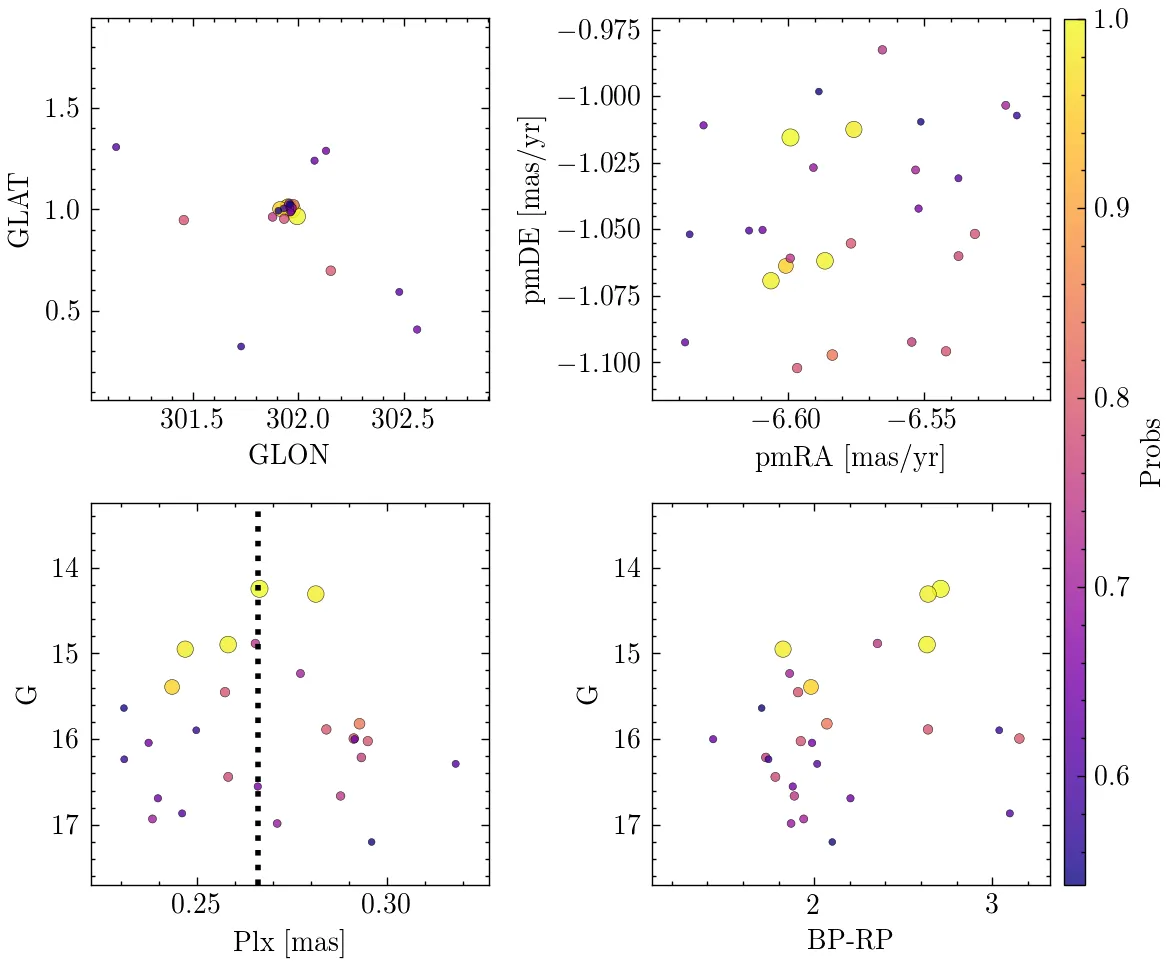 GLAT
1.5
1.0
0.5
301.5 302.0 302.5
GLON
pmDE [mas/yr]
−0.975
−1.000
−1.025
−1.050
−1.075
−1.100
−6.60 −6.55
pmRA [mas/yr]
1.0
0.9
0.8
0.7
0.6
Probs
G
14
15
16
17
0.25 0.30
Plx [mas]
G
14
15
16
17
2 3
BP-RP